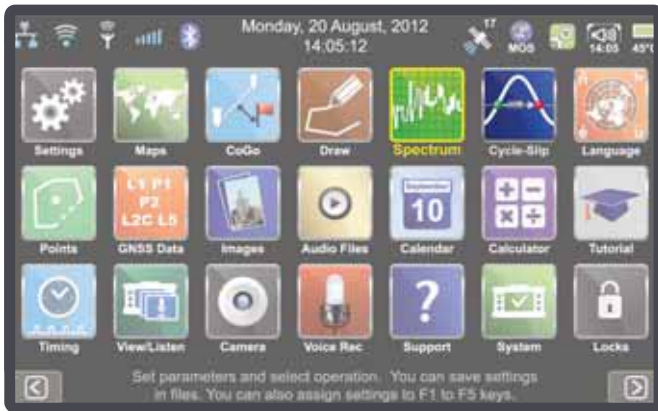 Monday, 20 August, 2012
14:05:12
17
MOS
14:05
45°C
Settings
Maps
CoGo
Draw
Spectrum
Cycle-Slip
Language
L1 P1
P2
L2C L5
September
10
Points
GNSS Data
Images
Audio Files
Calendar
Calculator
Tutorial
?
Timing
View/Listen
Camera
Voice Rec
Support
System
Locks
Set parameters and select operation. You can save settings
in files. You can also assign settings to F1 to F5 keys.